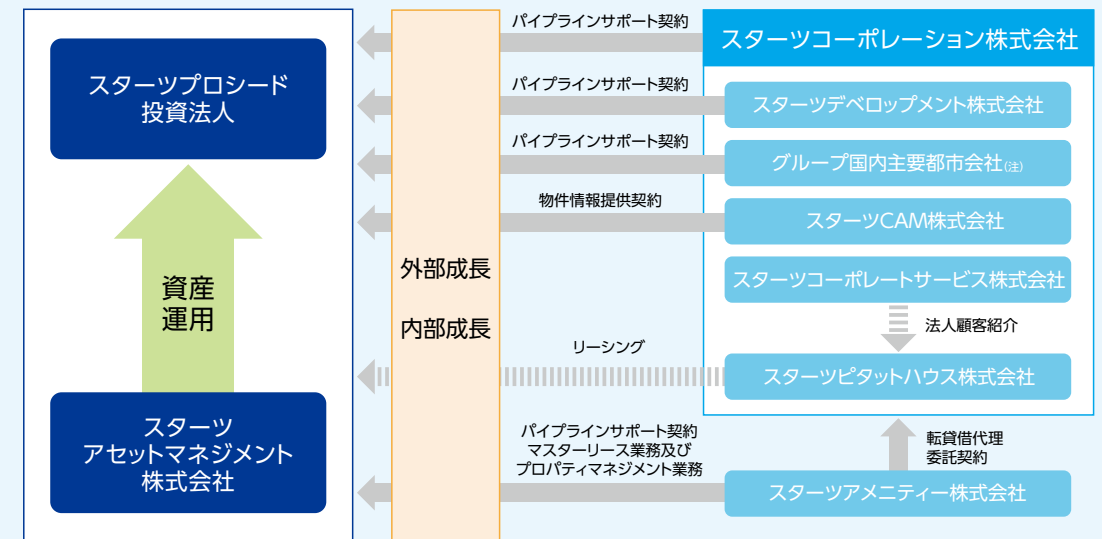 スターツプロシード
投資法人
資産
運用
スターツ
アセットマネジメント
株式会社
外部成長
内部成長
パイプラインサポート契約
パイプラインサポート契約
パイプラインサポート契約
物件情報提供契約
リーシング
パイプラインサポート契約
マスターリース業務及び
プロパティマネジメント業務
スターツコーポレーション株式会社
スターツデベロップメント株式会社
グループ国内主要都市会社(注)
スターツCAM株式会社
スターツコーポレートサービス株式会社
法人顧客紹介
スターツピタットハウス株式会社
転貸借代理
委託契約
スターツアメニティー株式会社